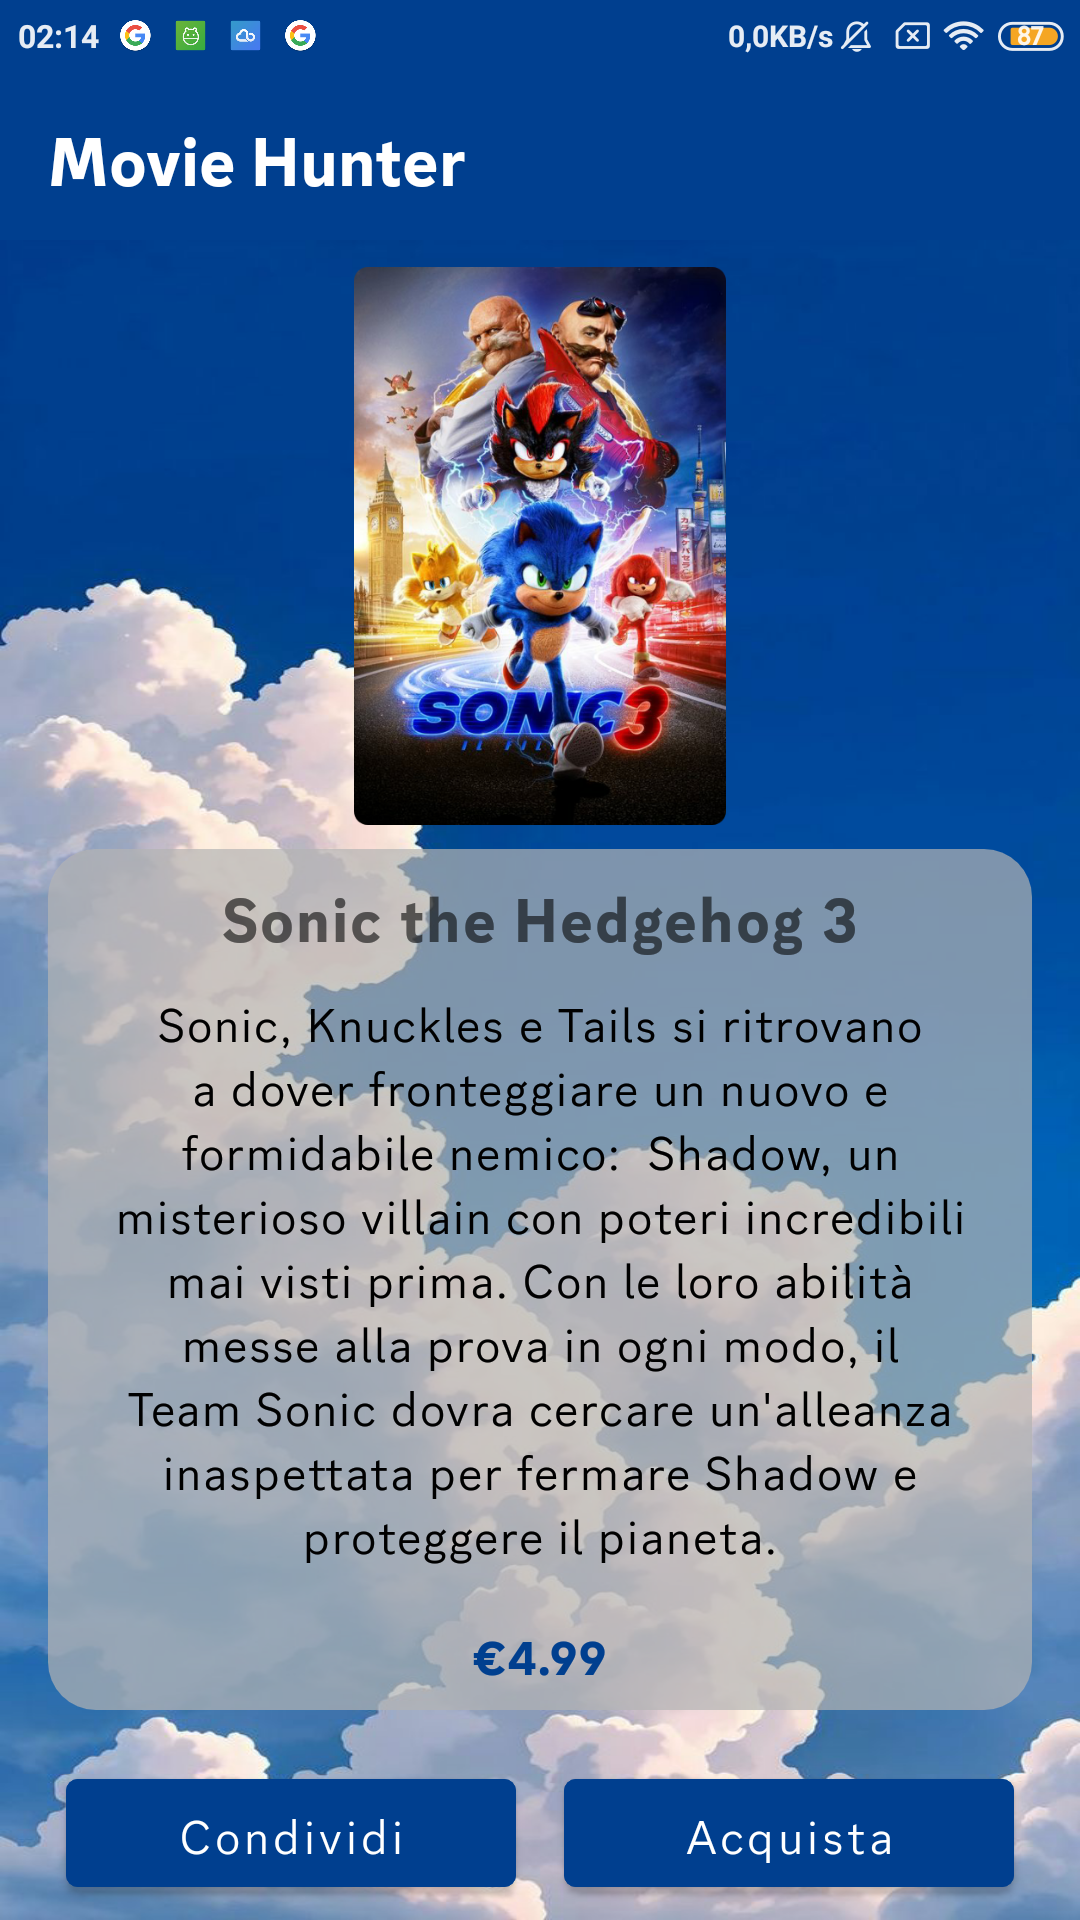 02:14
0,0KB/s
87
Movie Hunter
SONIC 3
IL FILM
Sonic the Hedgehog 3
Sonic, Knuckles e Tails si ritrovano
a dover fronteggiare un nuovo e
formidabile nemico:  Shadow, un
misterioso villain con poteri incredibili
mai visti prima. Con le loro abilità
messe alla prova in ogni modo, il
Team Sonic dovra cercare un'alleanza
inaspettata per fermare Shadow e
proteggere il pianeta.
€4.99
Condividi
Acquista